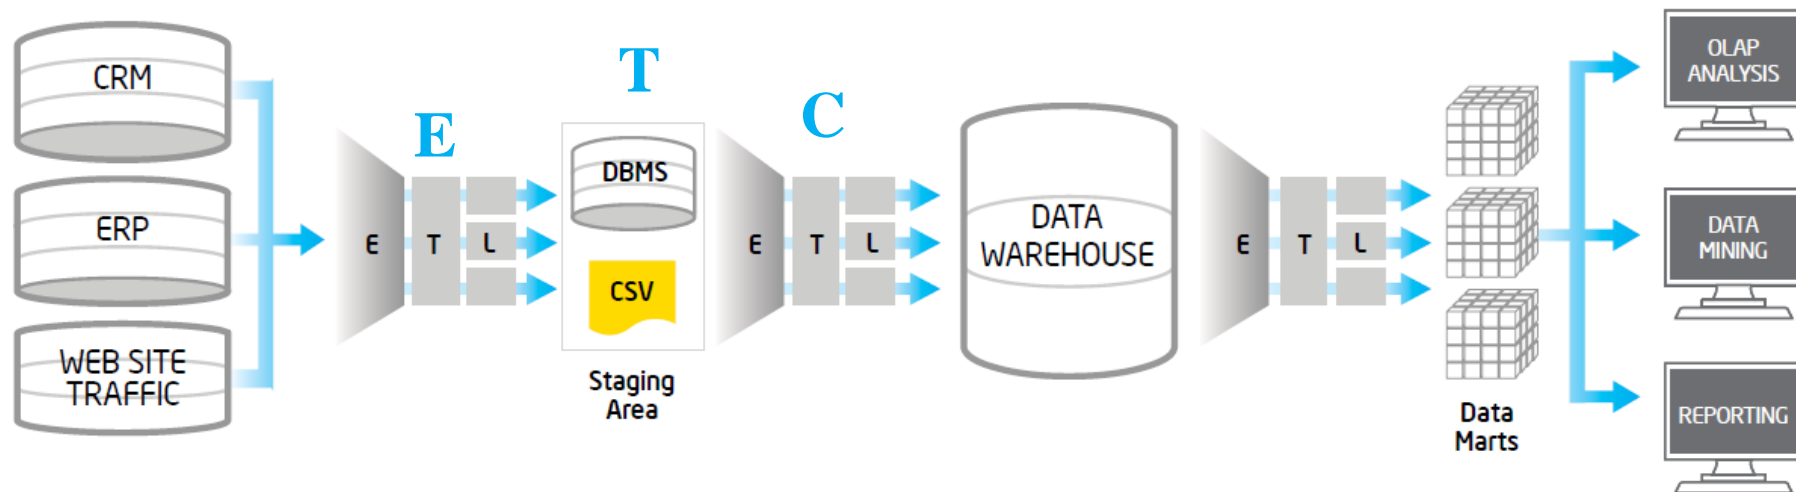 CRM
ERP
WEB SITE
TRAFFIC
E
E T L
T
DBMS
CSV
Staging
Area
C
E T L
DATA
WAREHOUSE
E T L
Data
Marts
OLAP
ANALYSIS
DATA
MINING
REPORTING